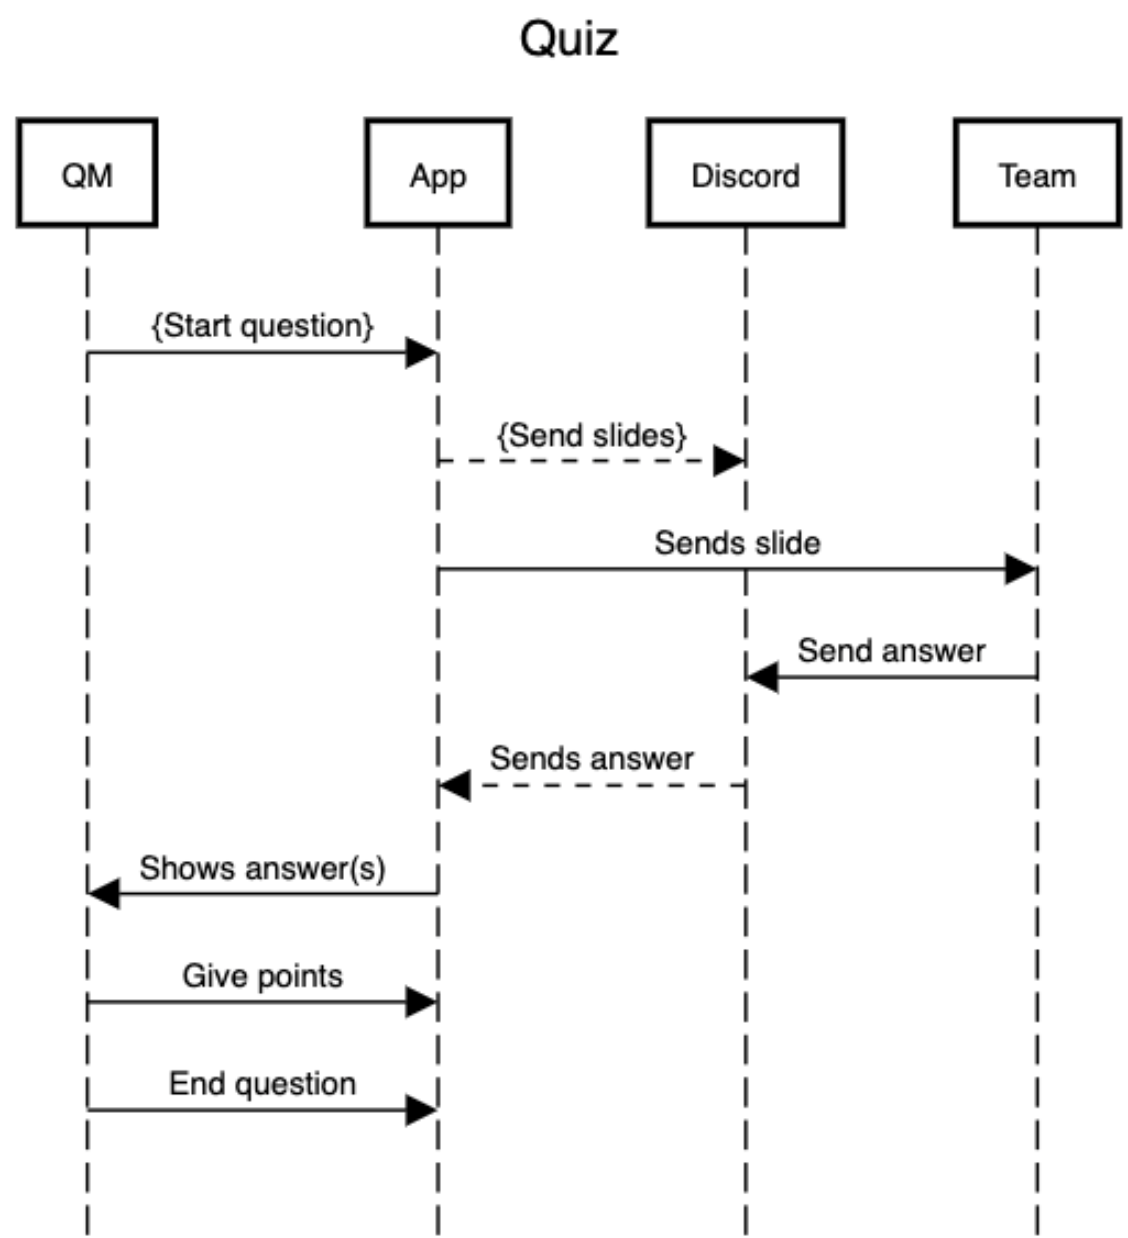 Quiz
QM
App
Discord
Team
{Start question}
{Send slides}
Sends slide
Send answer
Sends answer
Shows answer(s)
Give points
End question